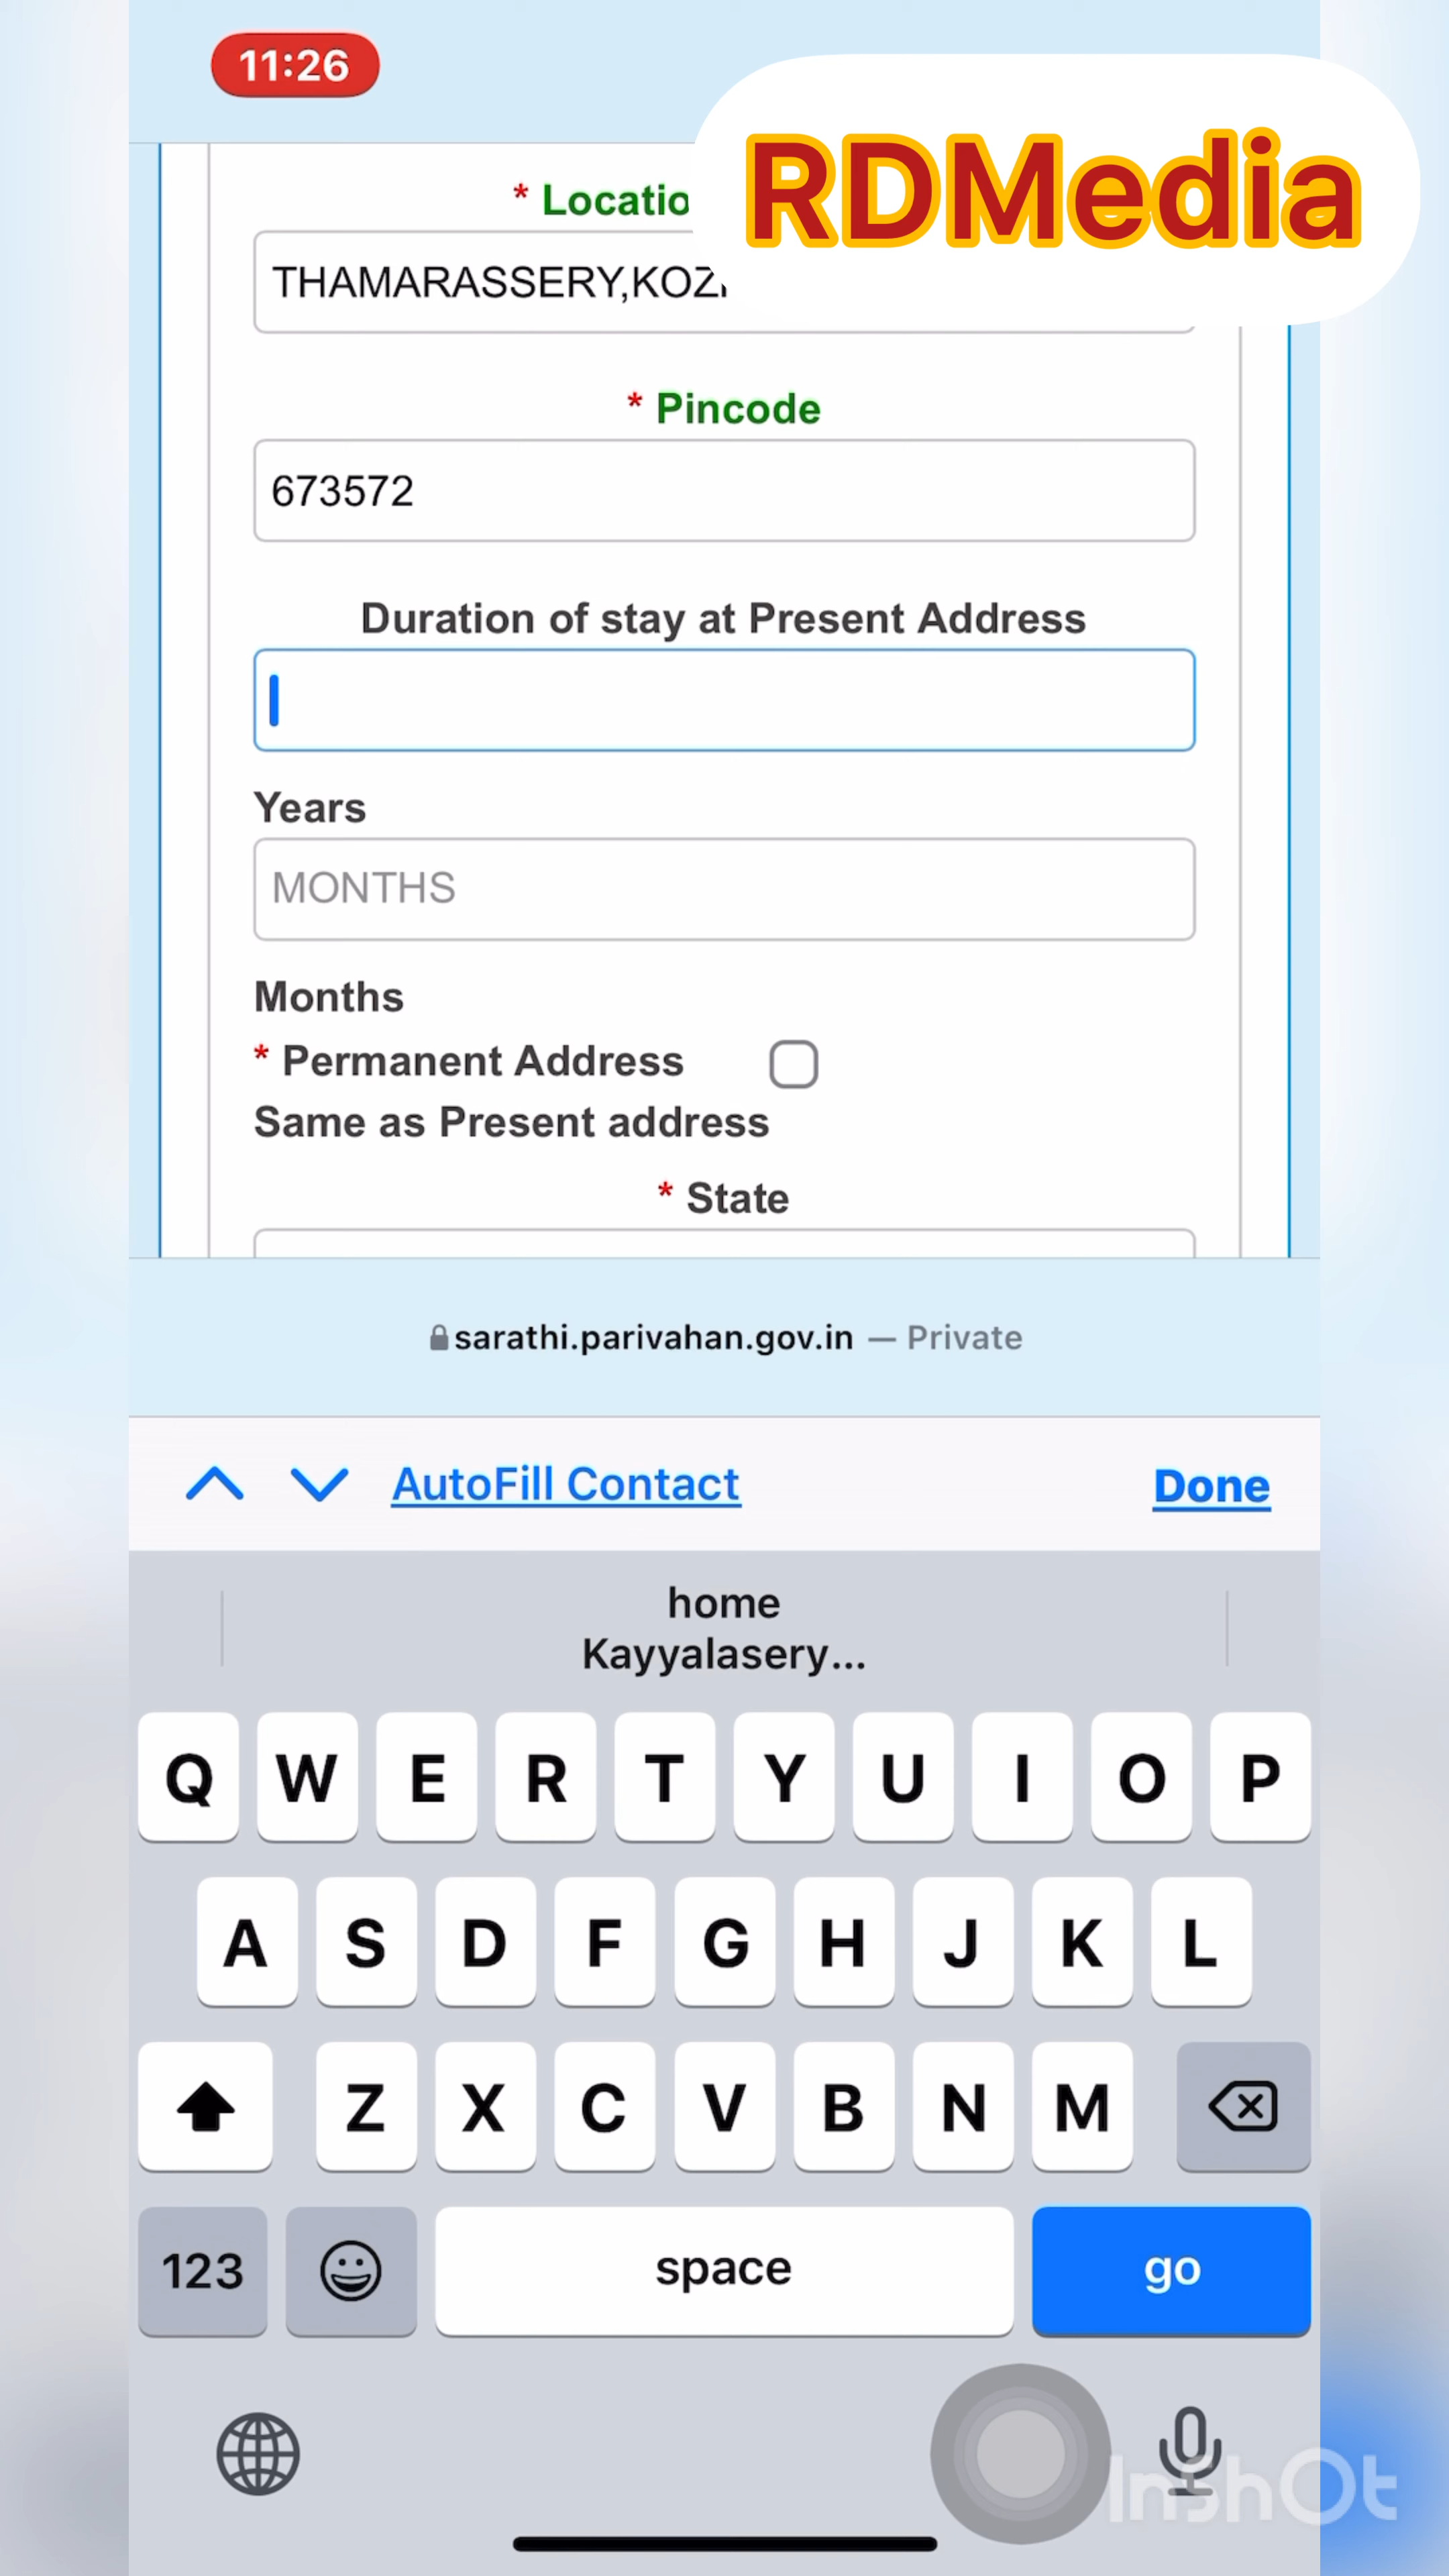 11:26
RDMedia
* Locatio
THAMARASSERY,KOZ
* Pincode
673572
Duration of stay at Present Address
Years
MONTHS
Months
* Permanent Address
Same as Present address
* State
sarathi.parivahan.gov.in — Private
AutoFill Contact
Done
home
Kayyalasery...
Q W E R T Y U I O P
A S D F G H J K L
Z X C V B N M
123 space go
InShOt